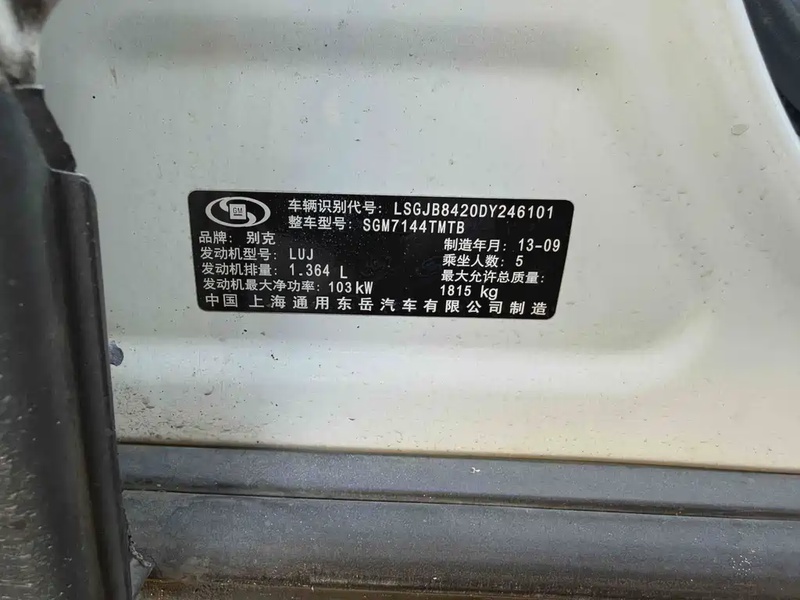 GM
车辆识别代号: LSGJB8420DY246101
整车型号: SGM7144TMTB
品牌: 别克
制造年月: 13-09
发动机型号: LUJ
乘坐人数: 5
发动机排量: 1.364 L
最大允许总质量:
发动机最大净功率: 103kW
1815 kg
中国 上海通用东岳汽车有限公司制造